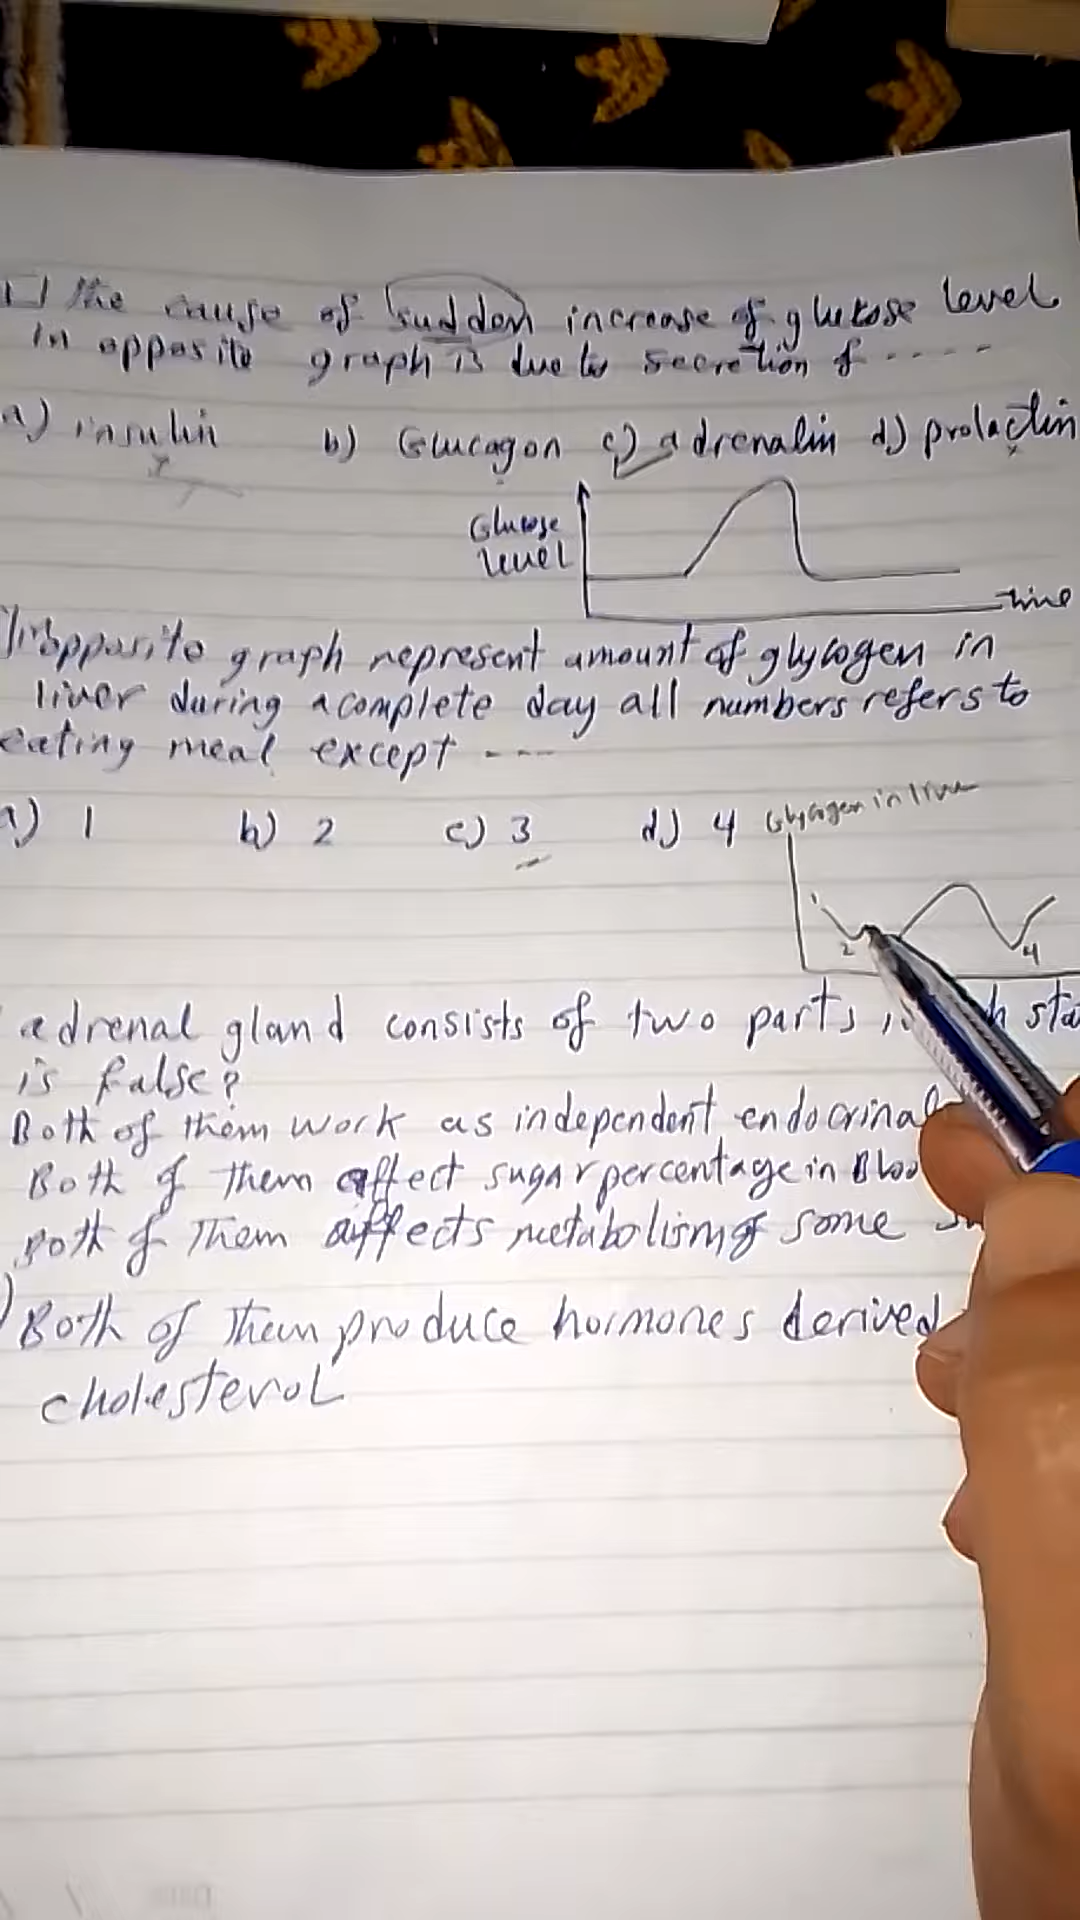 1] the cause of sudden increase of glucose level
in opposite graph is due to secretion of -----
a) insulin b) Glucagon c) adrenalin d) prolactin
Glucose
level
time
opposite graph represent amount of glycogen in
liver during a complete day all numbers refers to
eating meal except ----
a) 1 b) 2 c) 3 d) 4 Glycogen in
1
2
4
adrenal gland consists of two parts
is false?
Both of them work as independent endocrinal
Both of them affect sugar percentage in Bloo
Both of Them affects metabolism of some
) Both of Them produce hormones derived
cholesterol